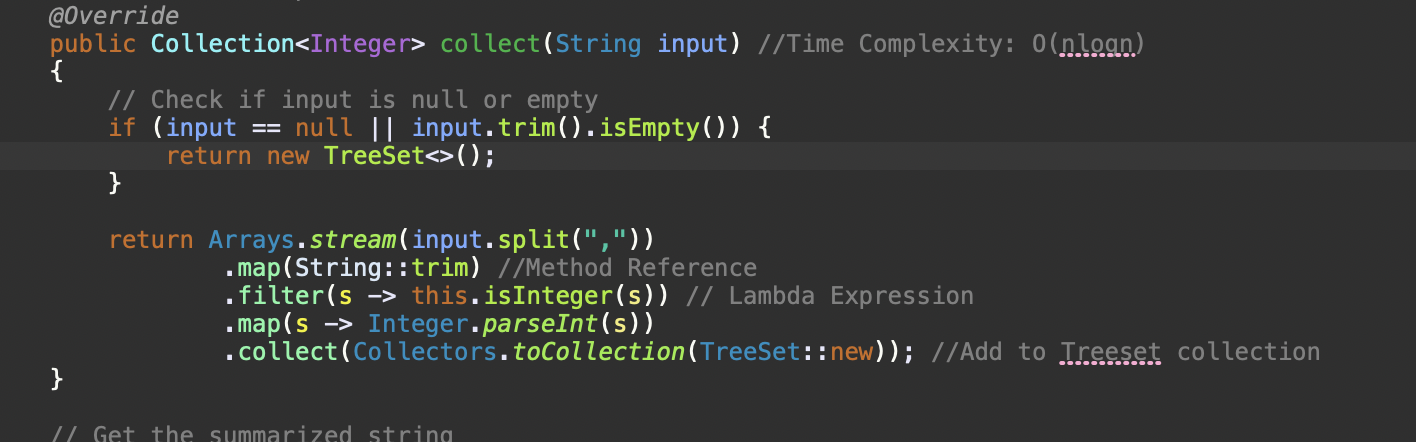 @Override
public Collection<Integer> collect(String input) //Time Complexity: O(nlogn)
{
    // Check if input is null or empty
    if (input == null || input.trim().isEmpty()) {
        return new TreeSet<>();
    }

    return Arrays.stream(input.split(","))
            .map(String::trim) //Method Reference
            .filter(s -> this.isInteger(s)) // Lambda Expression
            .map(s -> Integer.parseInt(s))
            .collect(Collectors.toCollection(TreeSet::new)); //Add to Treeset collection
}

// Get the summarized string